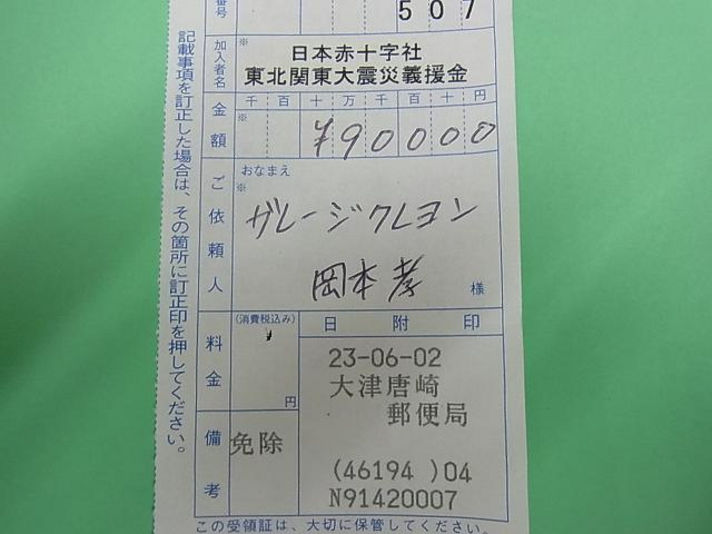 番号
507
加入者名
※
日本赤十字社
東北関東大震災義援金
金額
千 百 十 万 千 百 十 円
※
¥90000
ご依頼人
おなまえ
※
ガレージクレヨン
岡本孝
様
料金
(消費税込み)
円
日 附 印
23-06-02
大津唐崎
郵便局
(46194 )04
N91420007
備考
免除
記載事項を訂正した場合は、その箇所に訂正印を押してください。
この受領証は、大切に保管してください。